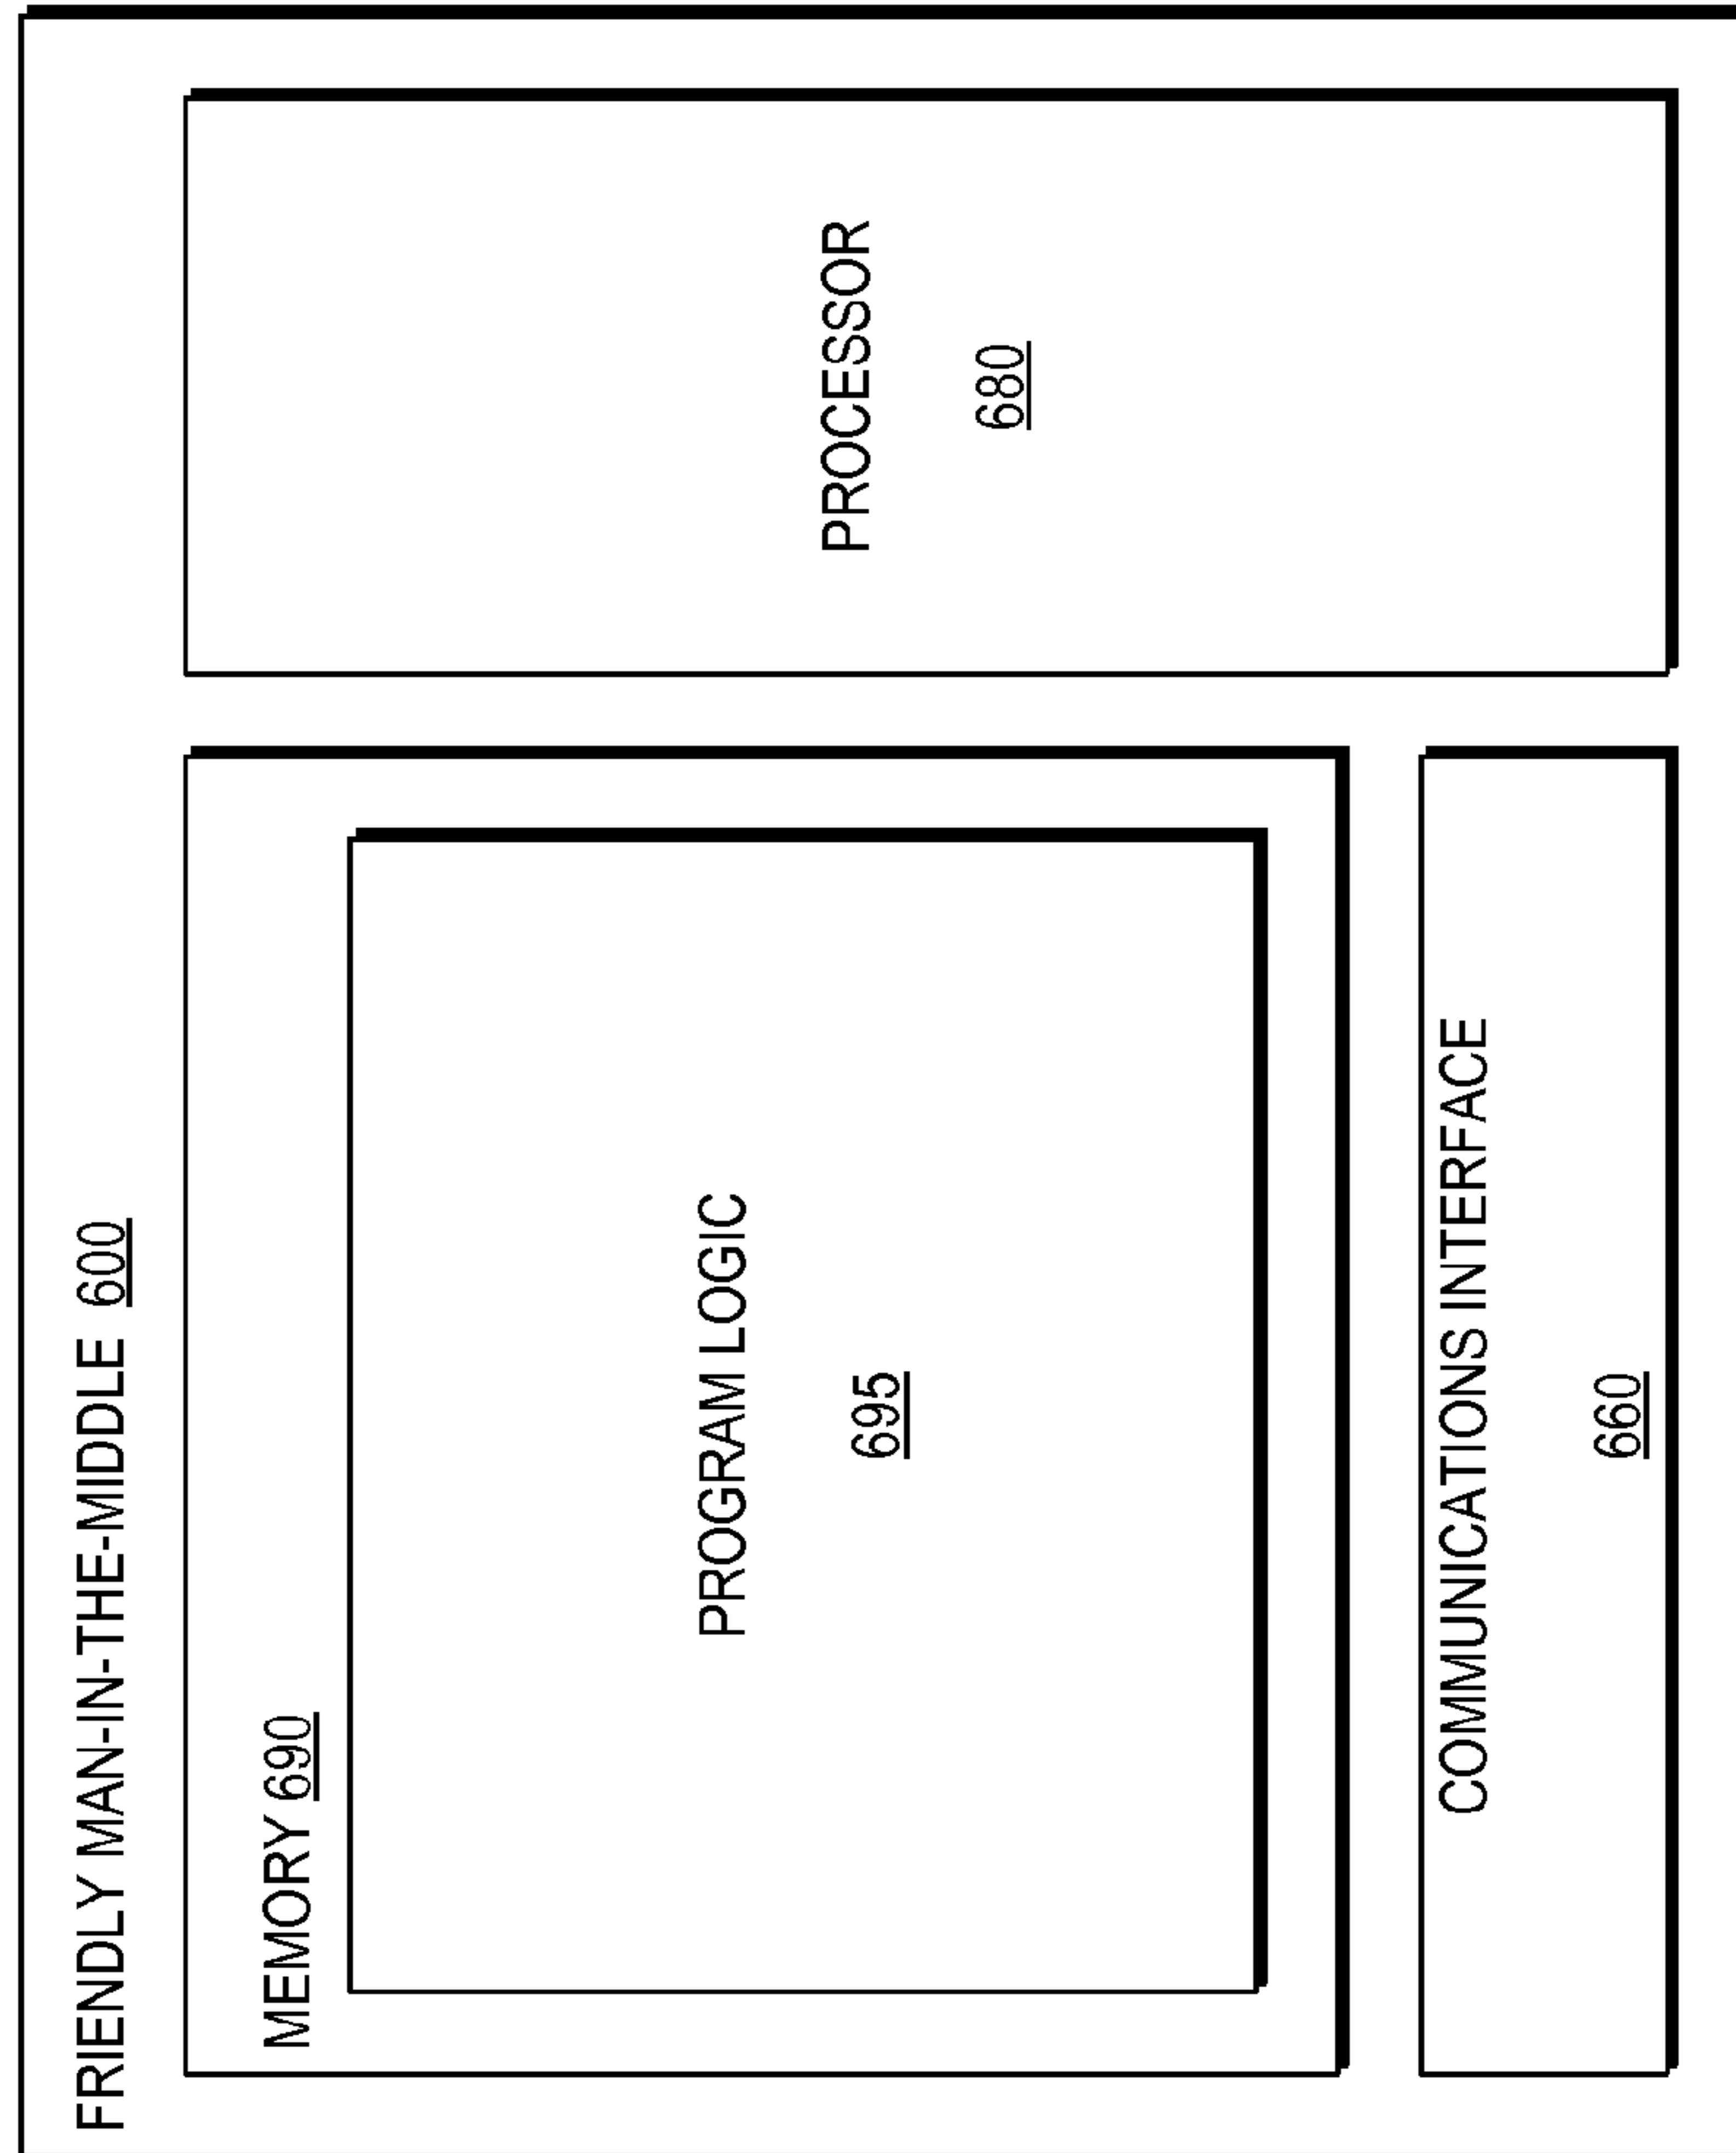 FRIENDLY MAN-IN-THE-MIDDLE 600
MEMORY 690
PROGRAM LOGIC
695
PROCESSOR
680
COMMUNICATIONS INTERFACE
660